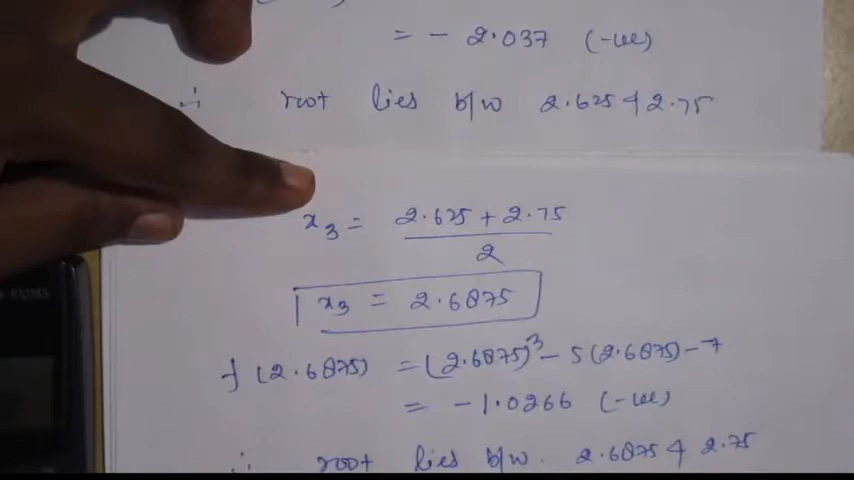 = - 2.037 (-ve)
∴ root lies b/w 2.625 & 2.75
x₃ = 2.625 + 2.75
2
x₃ = 2.6875
f (2.6875) = (2.6875)³ - 5(2.6875) - 7
= -1.0266 (-ve)
∴ root lies b/w. 2.6875 & 2.75